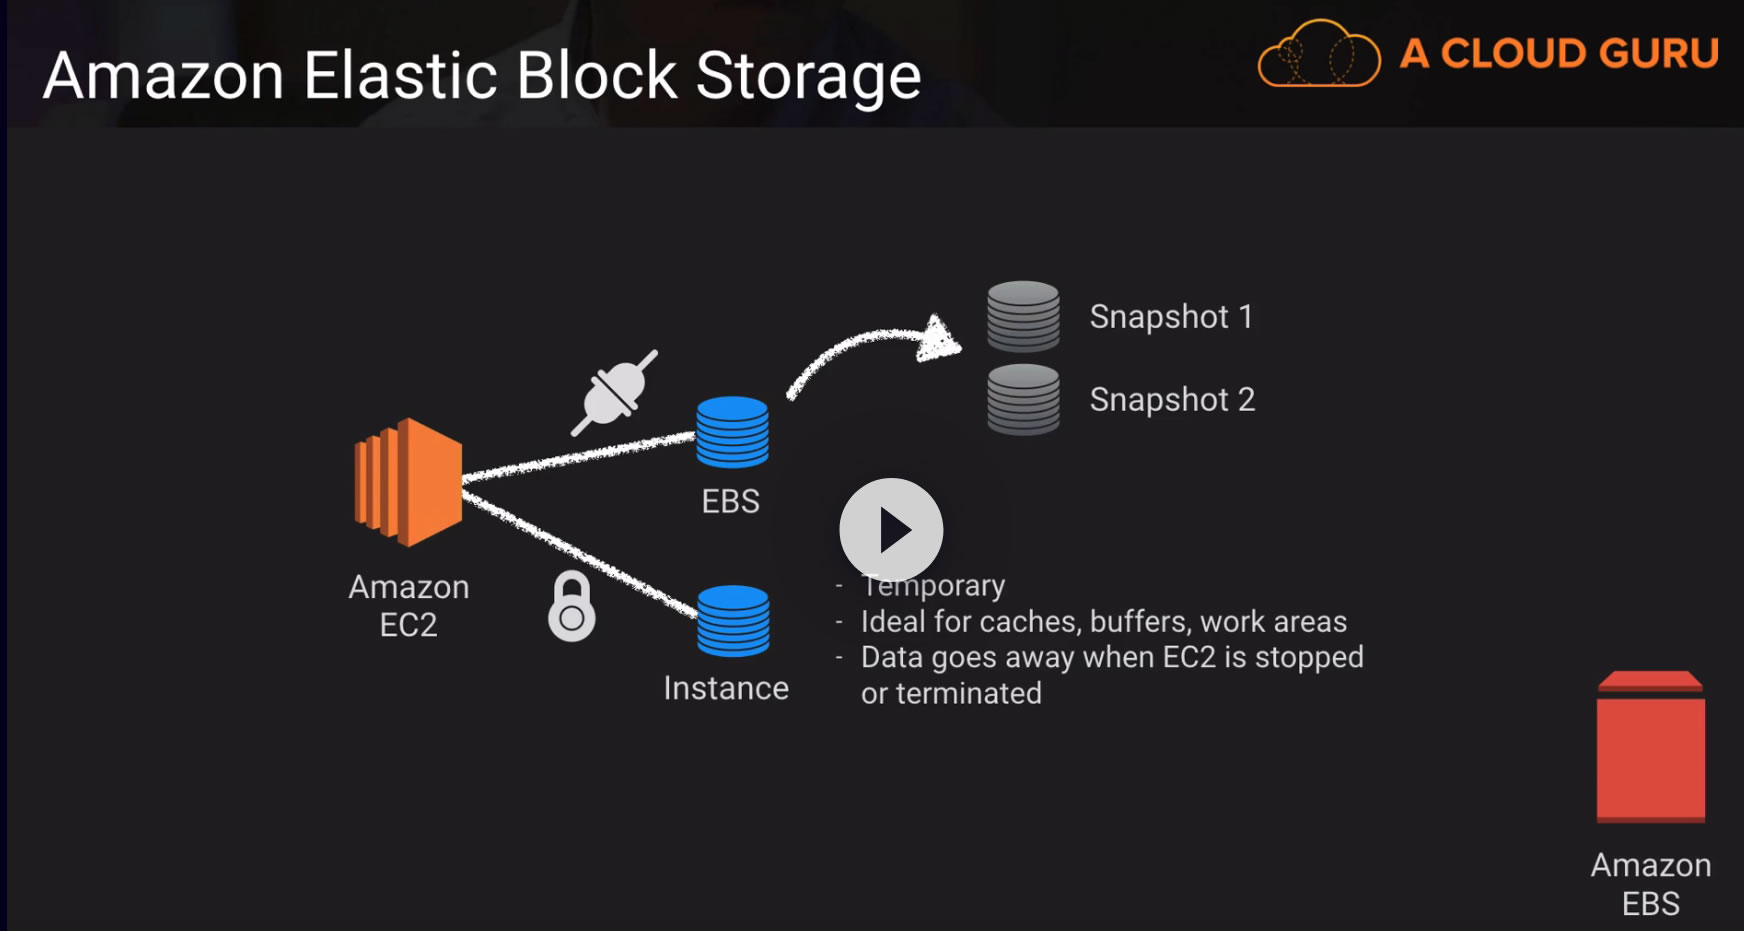 Amazon Elastic Block Storage
A CLOUD GURU
Snapshot 1
Snapshot 2
EBS
Amazon
EC2
- Temporary
- Ideal for caches, buffers, work areas
- Data goes away when EC2 is stopped
or terminated
Instance
Amazon
EBS